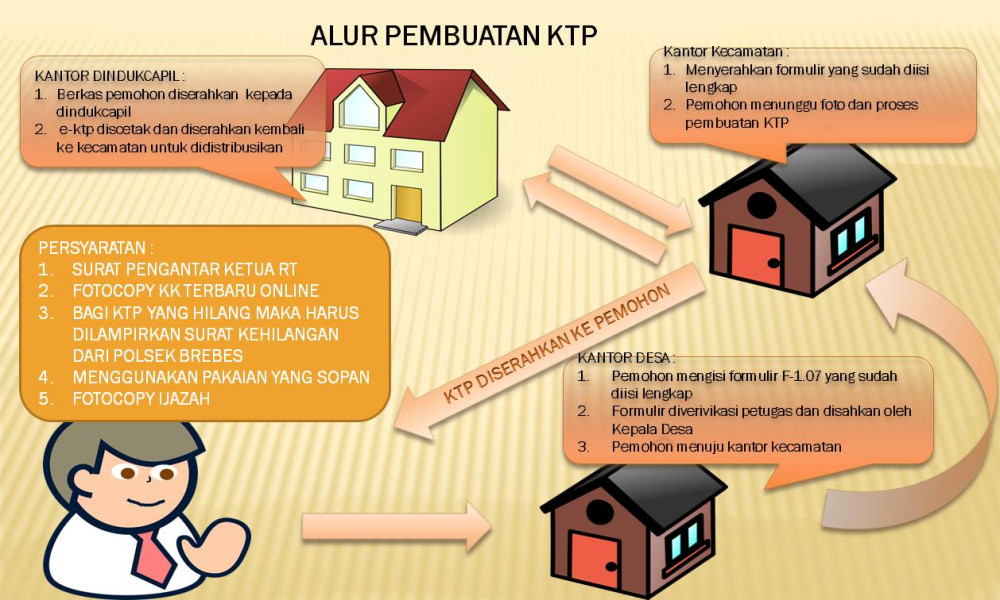 ALUR PEMBUATAN KTP
KANTOR DINDUKCAPIL :
1. Berkas pemohon diserahkan kepada
dindukcapil
2. e-ktp discetak dan diserahkan kembali
ke kecamatan untuk didistribusikan
Kantor Kecamatan :
1. Menyerahkan formulir yang sudah diisi
lengkap
2. Pemohon menunggu foto dan proses
pembuatan KTP
PERSYARATAN :
1. SURAT PENGANTAR KETUA RT
2. FOTOCOPY KK TERBARU ONLINE
3. BAGI KTP YANG HILANG MAKA HARUS
DILAMPIRKAN SURAT KEHILANGAN
DARI POLSEK BREBES
4. MENGGUNAKAN PAKAIAN YANG SOPAN
5. FOTOCOPY IJAZAH
KTP DISERAHKAN KE PEMOHON
KANTOR DESA :
1. Pemohon mengisi formulir F-1.07 yang sudah
diisi lengkap
2. Formulir diverivikasi petugas dan disahkan oleh
Kepala Desa
3. Pemohon menuju kantor kecamatan